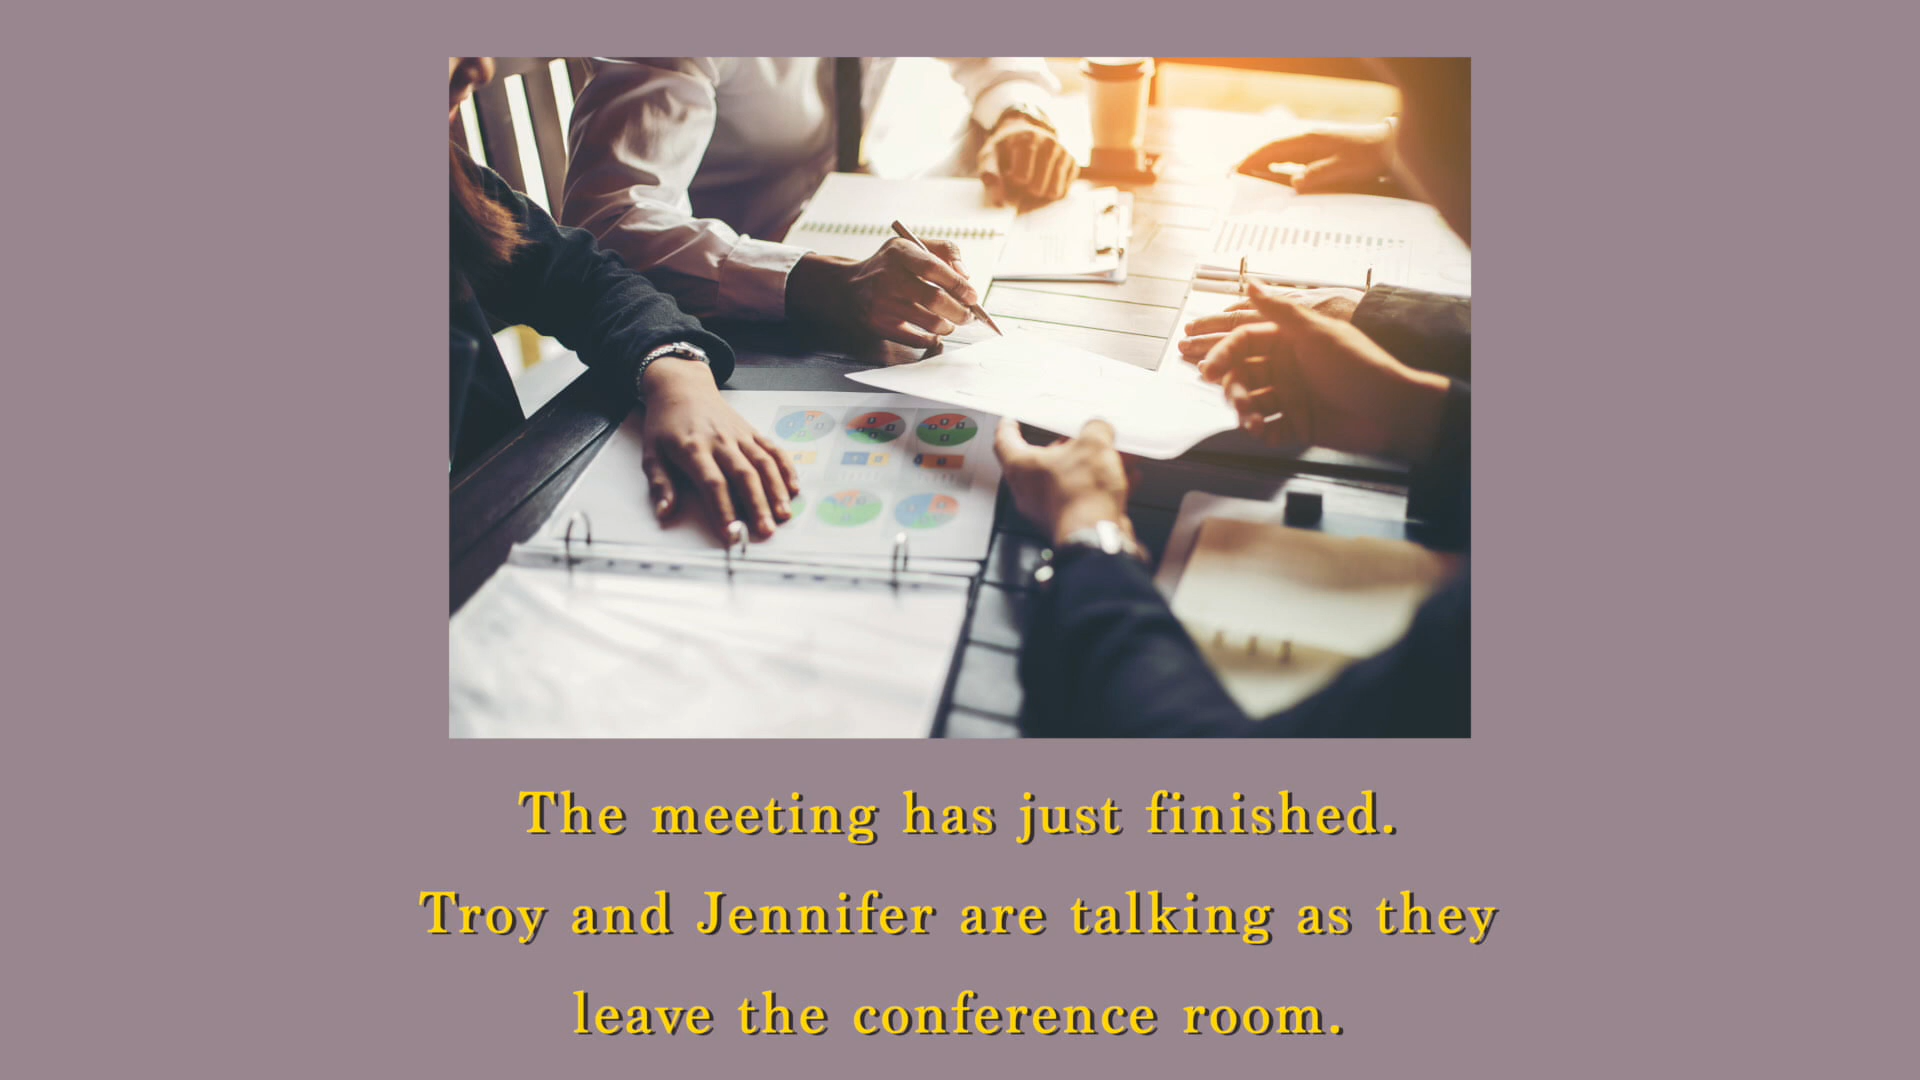 The meeting has just finished.
Troy and Jennifer are talking as they
leave the conference room.